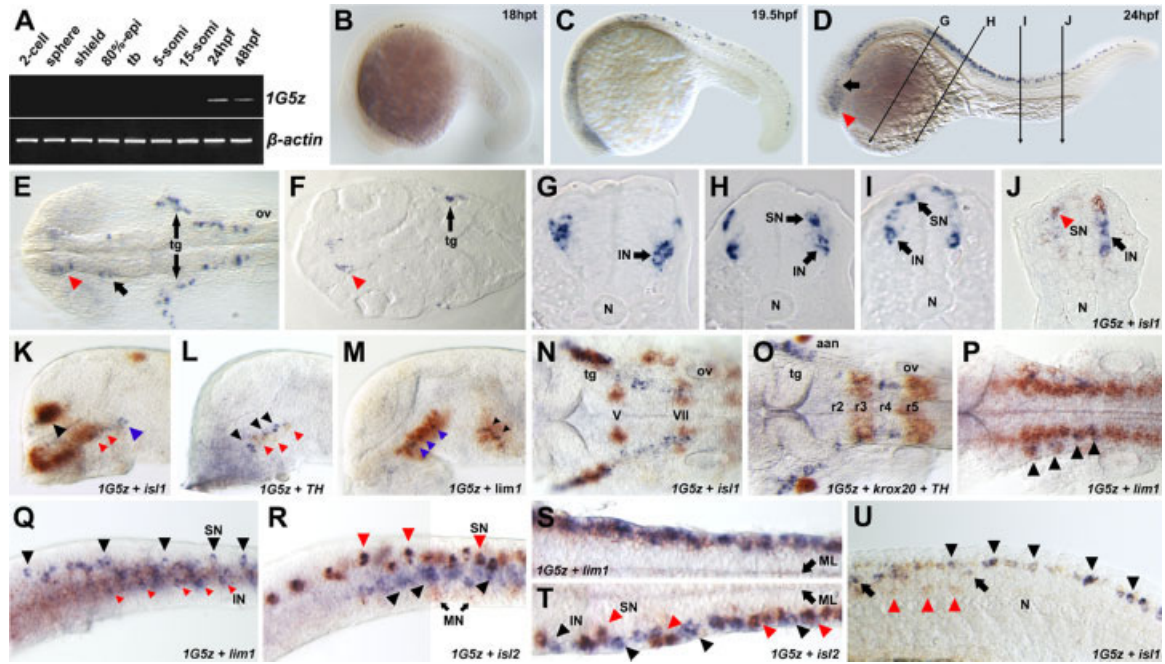 A
2-cell
sphere
shield
80%-epi
tb
5-somi
15-somi
24hpf
48hpf
1G5z
β-actin
B
18hpt
C
19.5hpf
D
24hpf
G
H
I
J
E
ov
tg
F
tg
G
IN
N
H
SN
IN
N
I
SN
IN
N
J
SN
IN
N
1G5z + isl1
K
1G5z + isl1
L
1G5z + TH
M
1G5z + lim1
N
tg
ov
V
VII
1G5z + isl1
O
aan
tg
ov
r2
r3
r4
r5
1G5z + krox20 + TH
P
1G5z + lim1
Q
SN
IN
1G5z + lim1
R
SN
MN
1G5z + isl2
S
1G5z + lim1
ML
T
ML
IN
SN
1G5z + isl2
U
N
1G5z + isl1